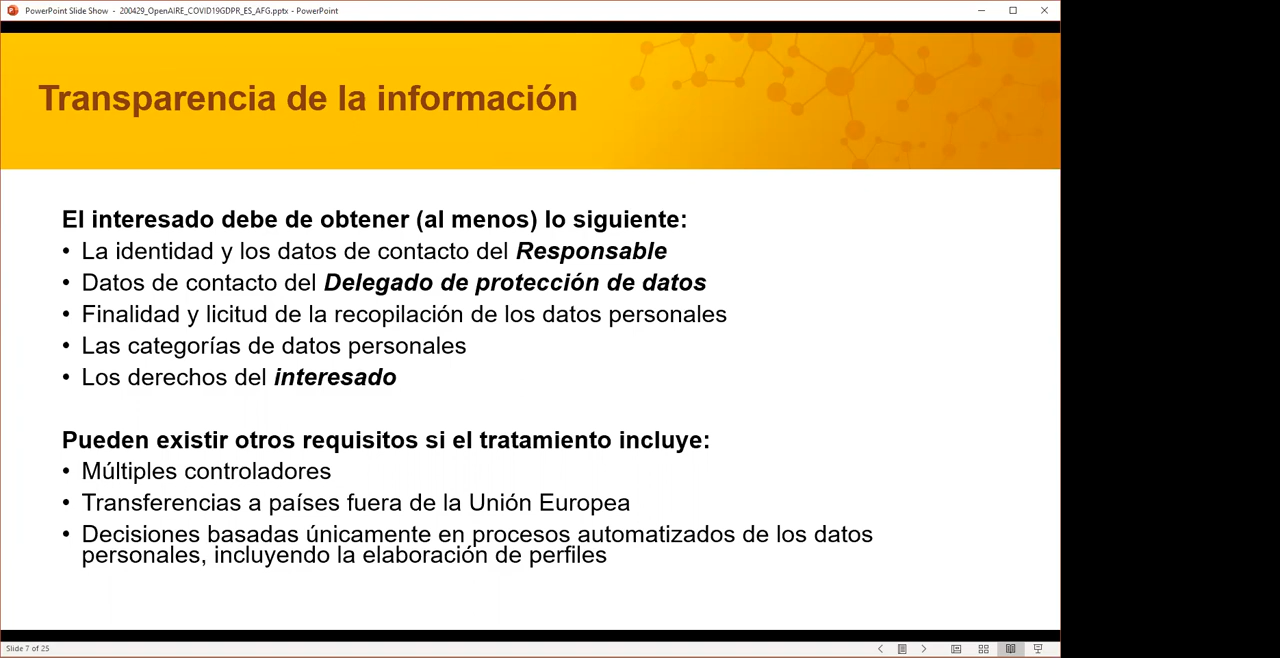 PowerPoint Slide Show - 200429_OpenAIRE_COVID19GDPR_ES_AFG.pptx - PowerPoint
Transparencia de la información
El interesado debe de obtener (al menos) lo siguiente:
• La identidad y los datos de contacto del Responsable
• Datos de contacto del Delegado de protección de datos
• Finalidad y licitud de la recopilación de los datos personales
• Las categorías de datos personales
• Los derechos del interesado
Pueden existir otros requisitos si el tratamiento incluye:
• Múltiples controladores
• Transferencias a países fuera de la Unión Europea
• Decisiones basadas únicamente en procesos automatizados de los datos
personales, incluyendo la elaboración de perfiles
Slide 7 of 25